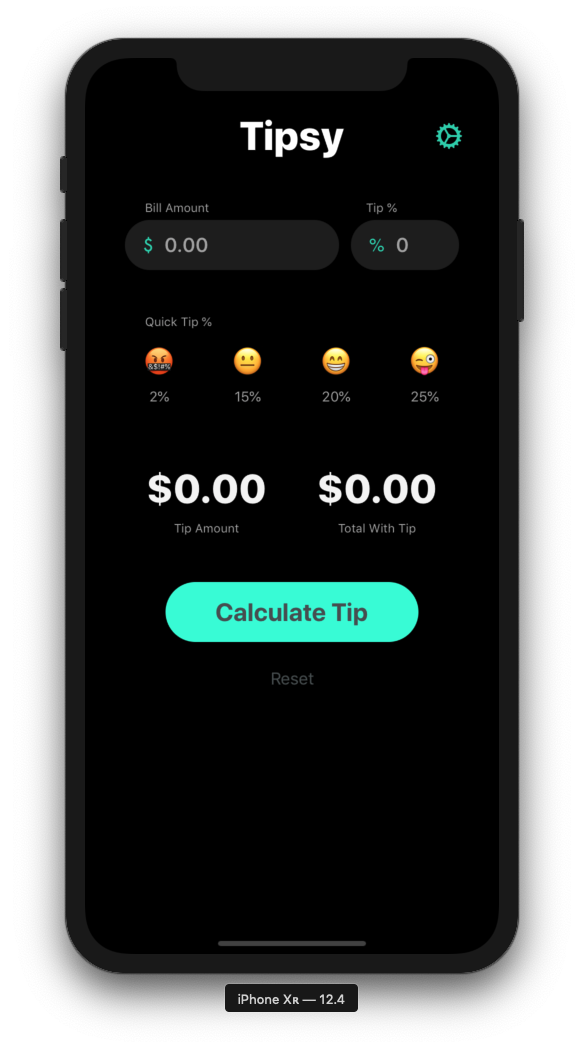 Tipsy
Bill Amount Tip %
$ 0.00 % 0
Quick Tip %
&$!#%
2% 15% 20% 25%
$0.00 $0.00
Tip Amount Total With Tip
Calculate Tip
Reset
iPhone Xʀ — 12.4